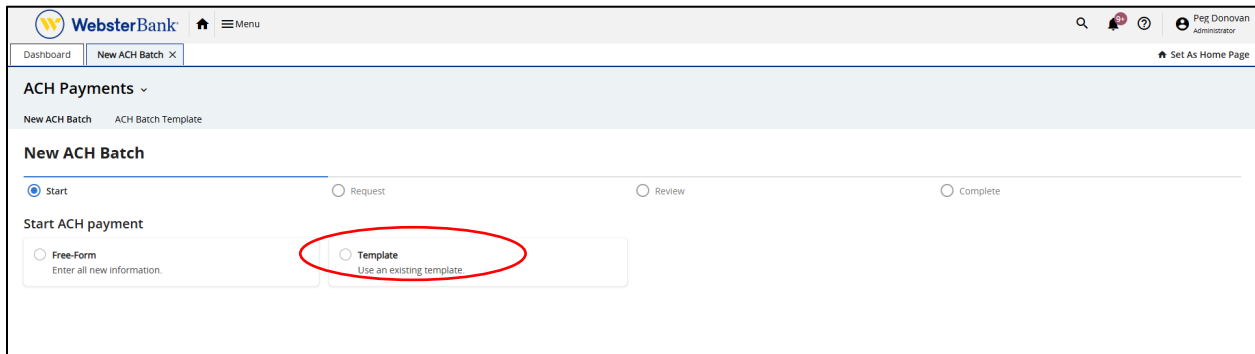 WebsterBank Menu 9+ Peg Donovan
Administrator
Dashboard New ACH Batch Set As Home Page
ACH Payments
New ACH Batch ACH Batch Template
New ACH Batch
Start Request Review Complete
Start ACH payment
Free-Form Template
Enter all new information. Use an existing template.